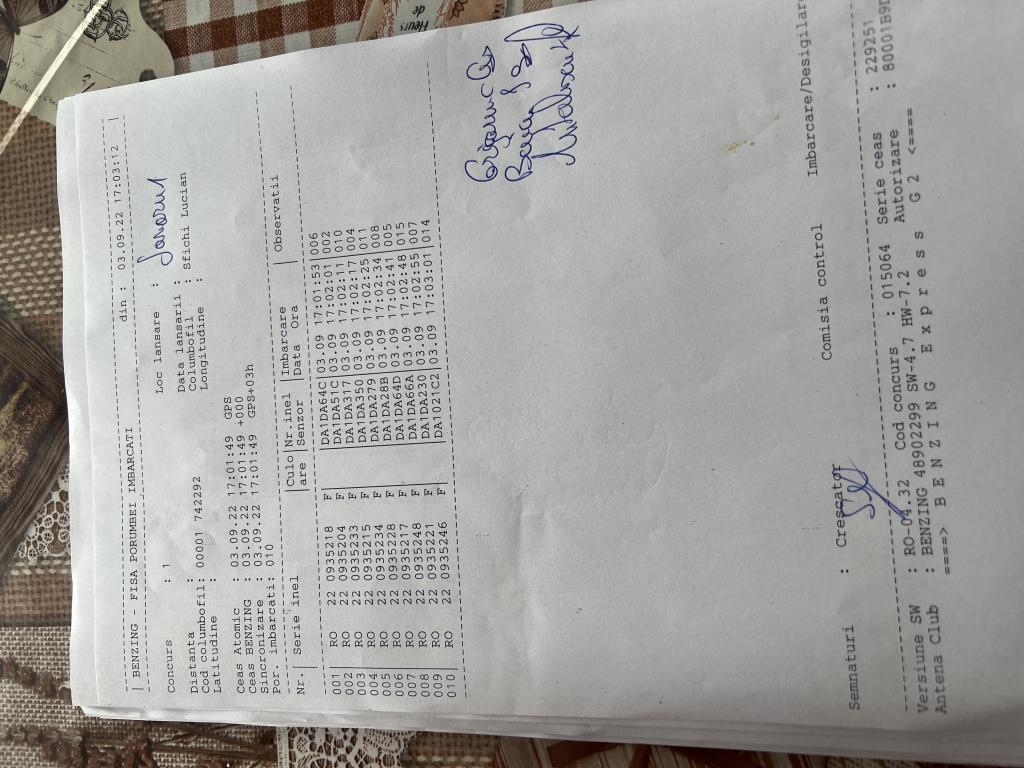 | BENZING - FISA PORUMBEI IMBARCATI din : 03.09.22 17:03:12 |
Concurs : 1 Loc lansare :
Distanta : Data lansarii :
Cod columbofil: 00001 742292 Columbofil : Sfichi Lucian
Latitudine : Longitudine :
Ceas Atomic : 03.09.22 17:01:49 GPS
Ceas BENZING : 03.09.22 17:01:49 +000
Sincronizare : 03.09.22 17:01:49 GPS+03h
Por. imbarcati: 010
Nr.| Serie inel |Culo|Nr.inel |Imbarcare | Observatii
| are| Senzor | Data Ora |
001| RO 22 0935218 F |DA1DA64C|03.09 17:01:53|006
002| RO 22 0935204 F |DA1DA51C|03.09 17:02:01|002
003| RO 22 0935233 F |DA1DA317|03.09 17:02:11|010
004| RO 22 0935215 F |DA1DA350|03.09 17:02:17|004
005| RO 22 0935234 F |DA1DA279|03.09 17:02:25|011
006| RO 22 0935228 F |DA1DA28B|03.09 17:02:34|008
007| RO 22 0935217 F |DA1DA64D|03.09 17:02:41|005
008| RO 22 0935248 F |DA1DA66A|03.09 17:02:48|015
009| RO 22 0935221 F |DA1DA230|03.09 17:02:55|007
010| RO 22 0935246 F |DA1021C2|03.09 17:03:01|014
Semnaturi : Crescator Comisia control Imbarcare/Desigilare
Versiune SW : RO-04.32 Cod concurs : 015064 Serie ceas : 229251
Antena Club : BENZING 48902299 SW-4.7 HW-7.2 Autorizare : 80001B9D
====> B E N Z I N G E x p r e s s G 2 <====
Heurs
de